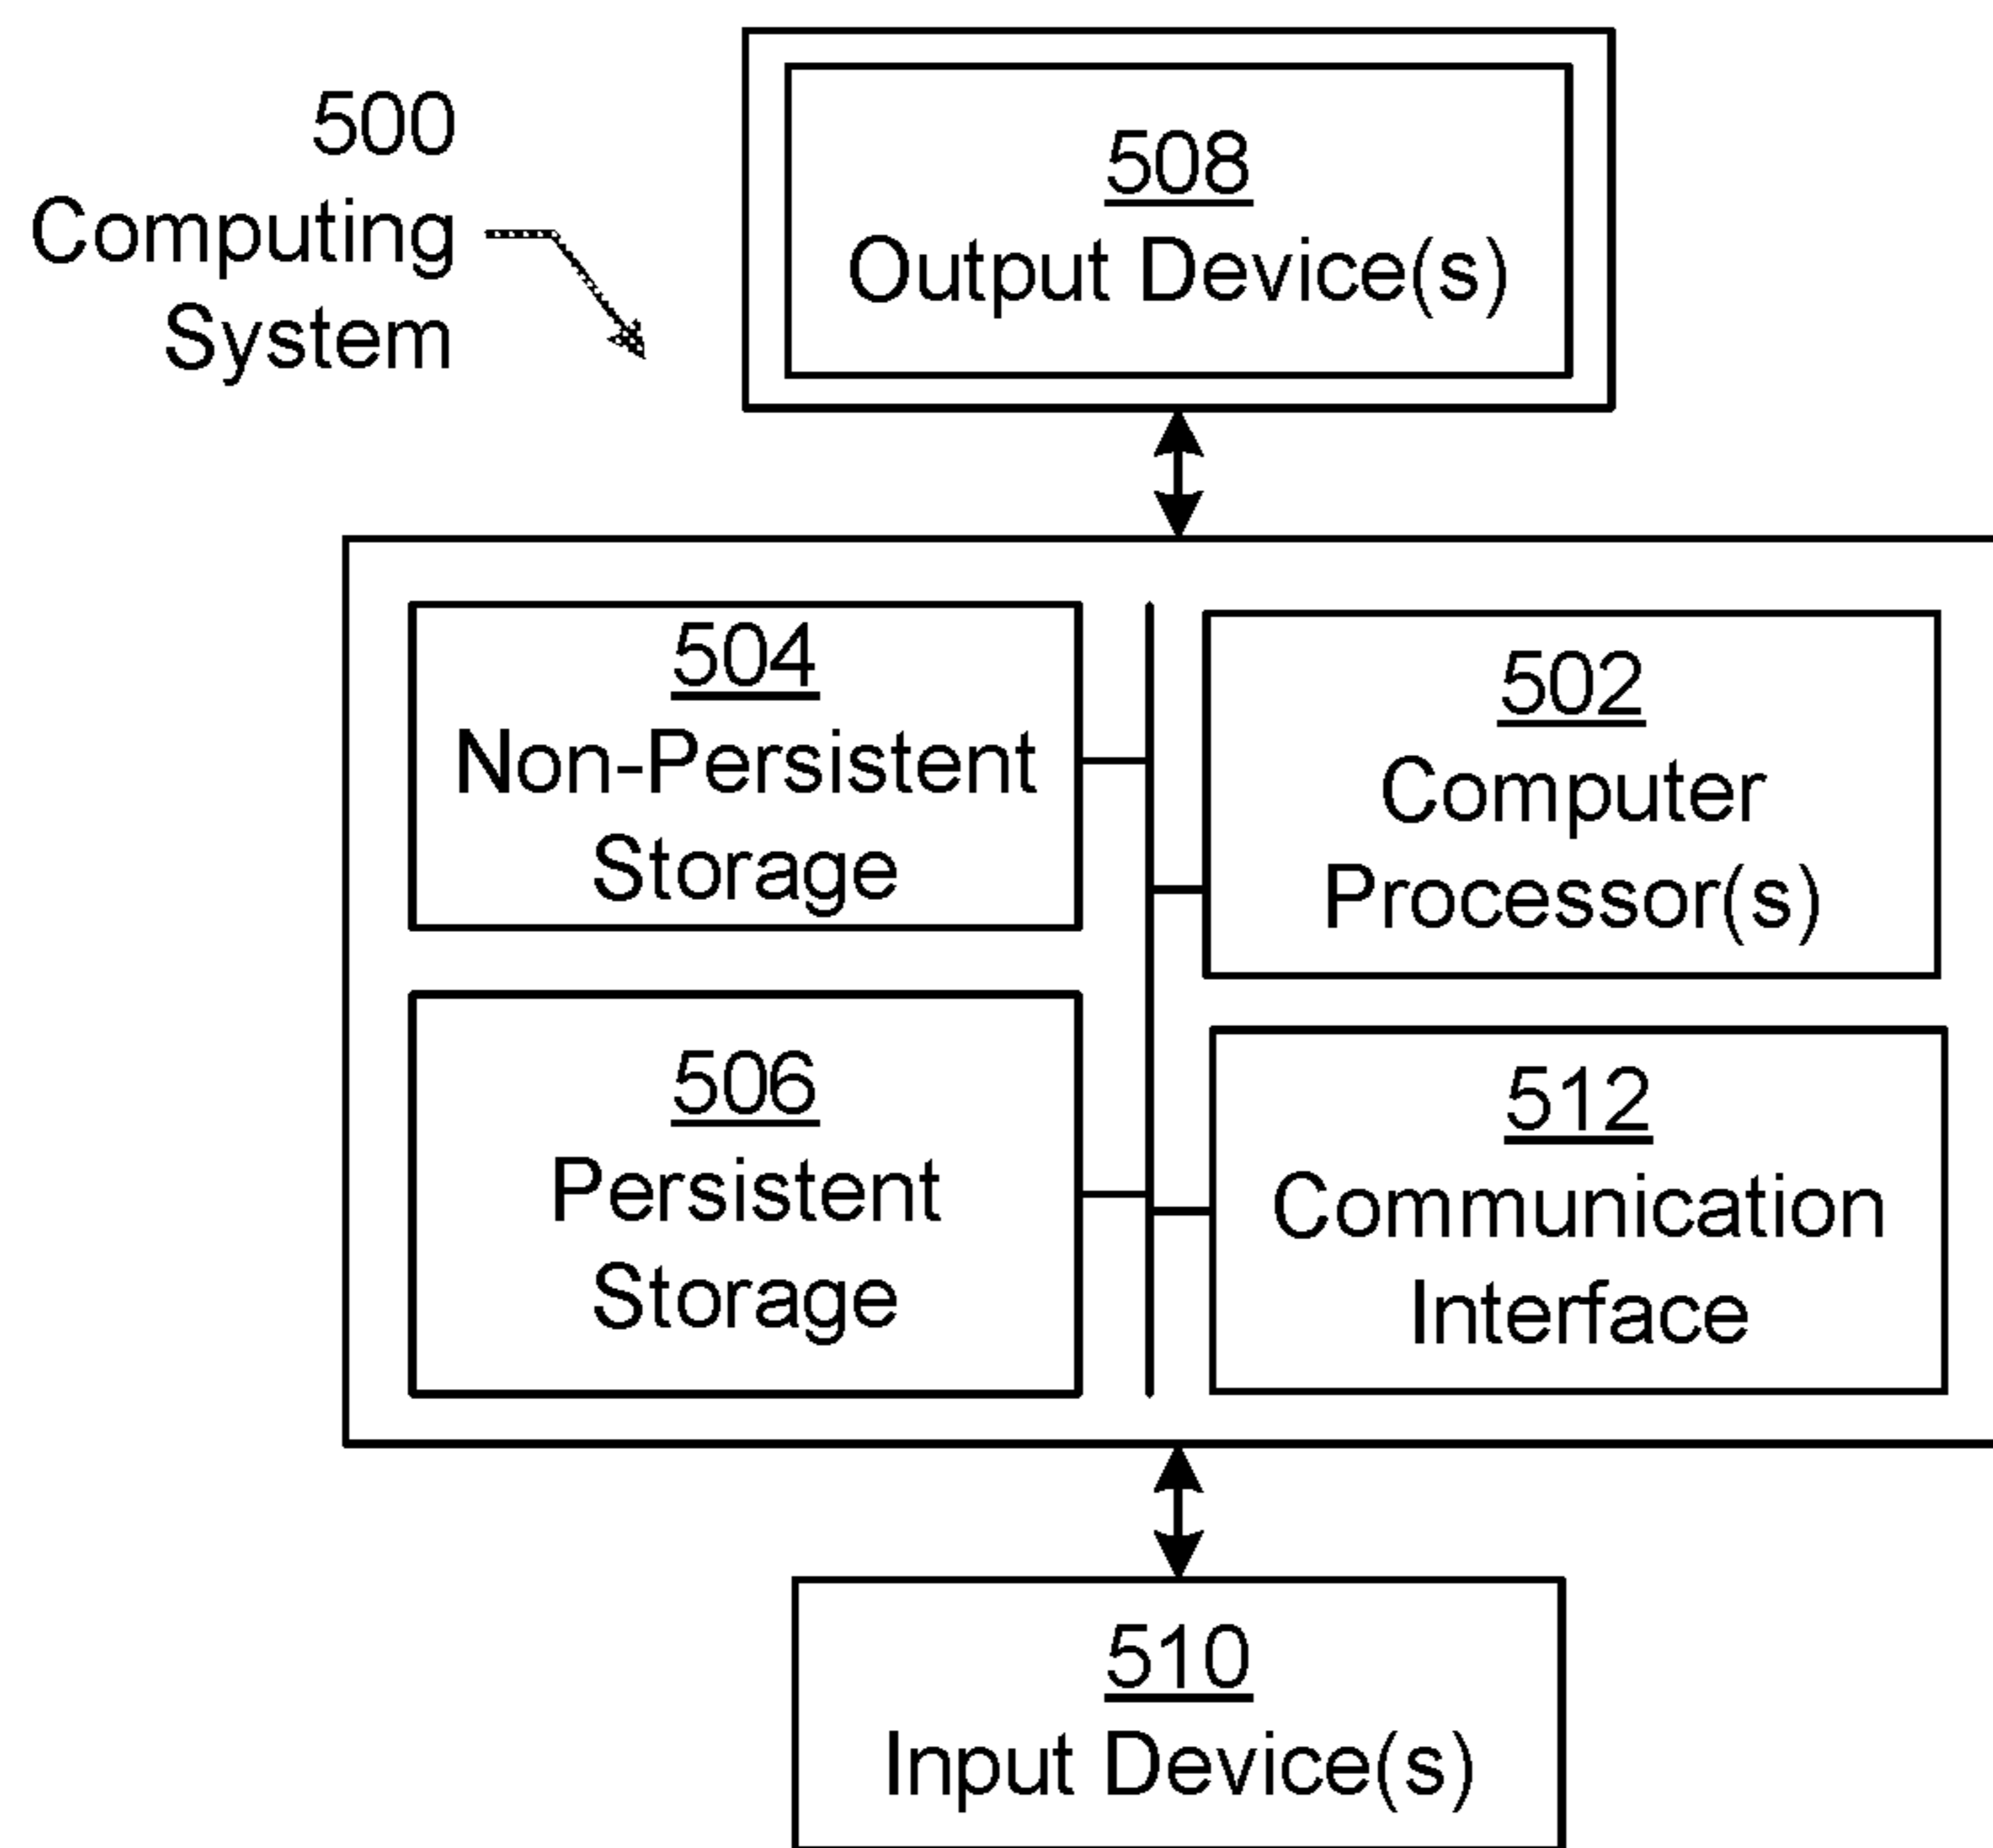 500
Computing
System
508
Output Device(s)
504
Non-Persistent
Storage
502
Computer
Processor(s)
506
Persistent
Storage
512
Communication
Interface
510
Input Device(s)